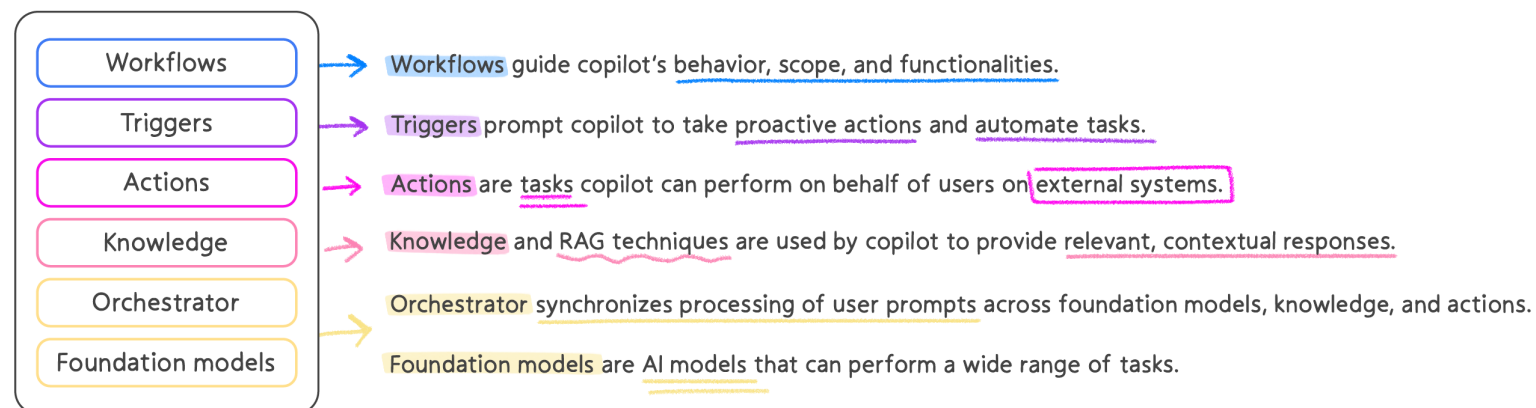 Workflows
Workflows guide copilot's behavior, scope, and functionalities.
Triggers
Triggers prompt copilot to take proactive actions and automate tasks.
Actions
Actions are tasks copilot can perform on behalf of users on external systems.
Knowledge
Knowledge and RAG techniques are used by copilot to provide relevant, contextual responses.
Orchestrator
Orchestrator synchronizes processing of user prompts across foundation models, knowledge, and actions.
Foundation models
Foundation models are AI models that can perform a wide range of tasks.